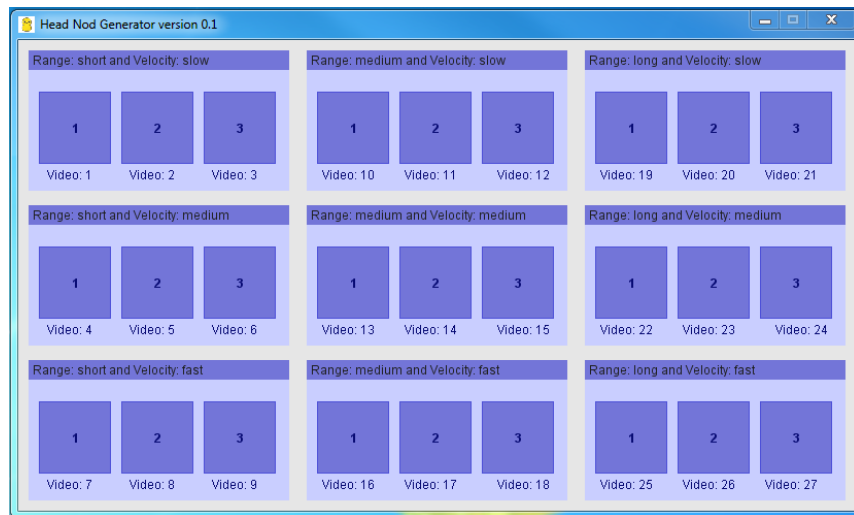 Head Nod Generator version 0.1
Range: short and Velocity: slow
1 2 3
Video: 1 Video: 2 Video: 3
Range: medium and Velocity: slow
1 2 3
Video: 10 Video: 11 Video: 12
Range: long and Velocity: slow
1 2 3
Video: 19 Video: 20 Video: 21
Range: short and Velocity: medium
1 2 3
Video: 4 Video: 5 Video: 6
Range: medium and Velocity: medium
1 2 3
Video: 13 Video: 14 Video: 15
Range: long and Velocity: medium
1 2 3
Video: 22 Video: 23 Video: 24
Range: short and Velocity: fast
1 2 3
Video: 7 Video: 8 Video: 9
Range: medium and Velocity: fast
1 2 3
Video: 16 Video: 17 Video: 18
Range: long and Velocity: fast
1 2 3
Video: 25 Video: 26 Video: 27